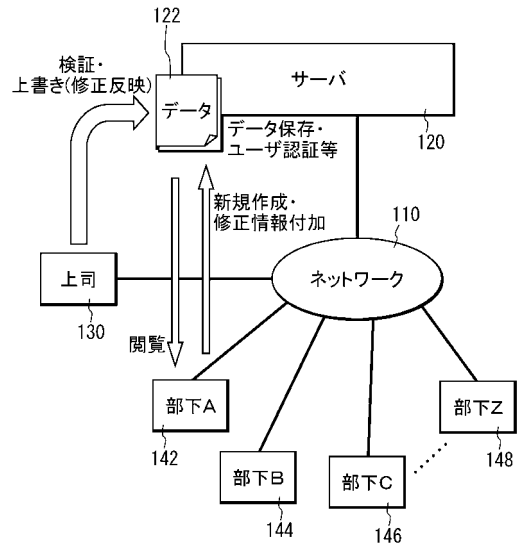 122
検証・
上書き(修正反映)
データ
サーバ
120
データ保存・
ユーザ認証等
新規作成・
修正情報付加
110
ネットワーク
上司
130
閲覧
部下A
142
部下B
144
部下C
146
部下Z
148